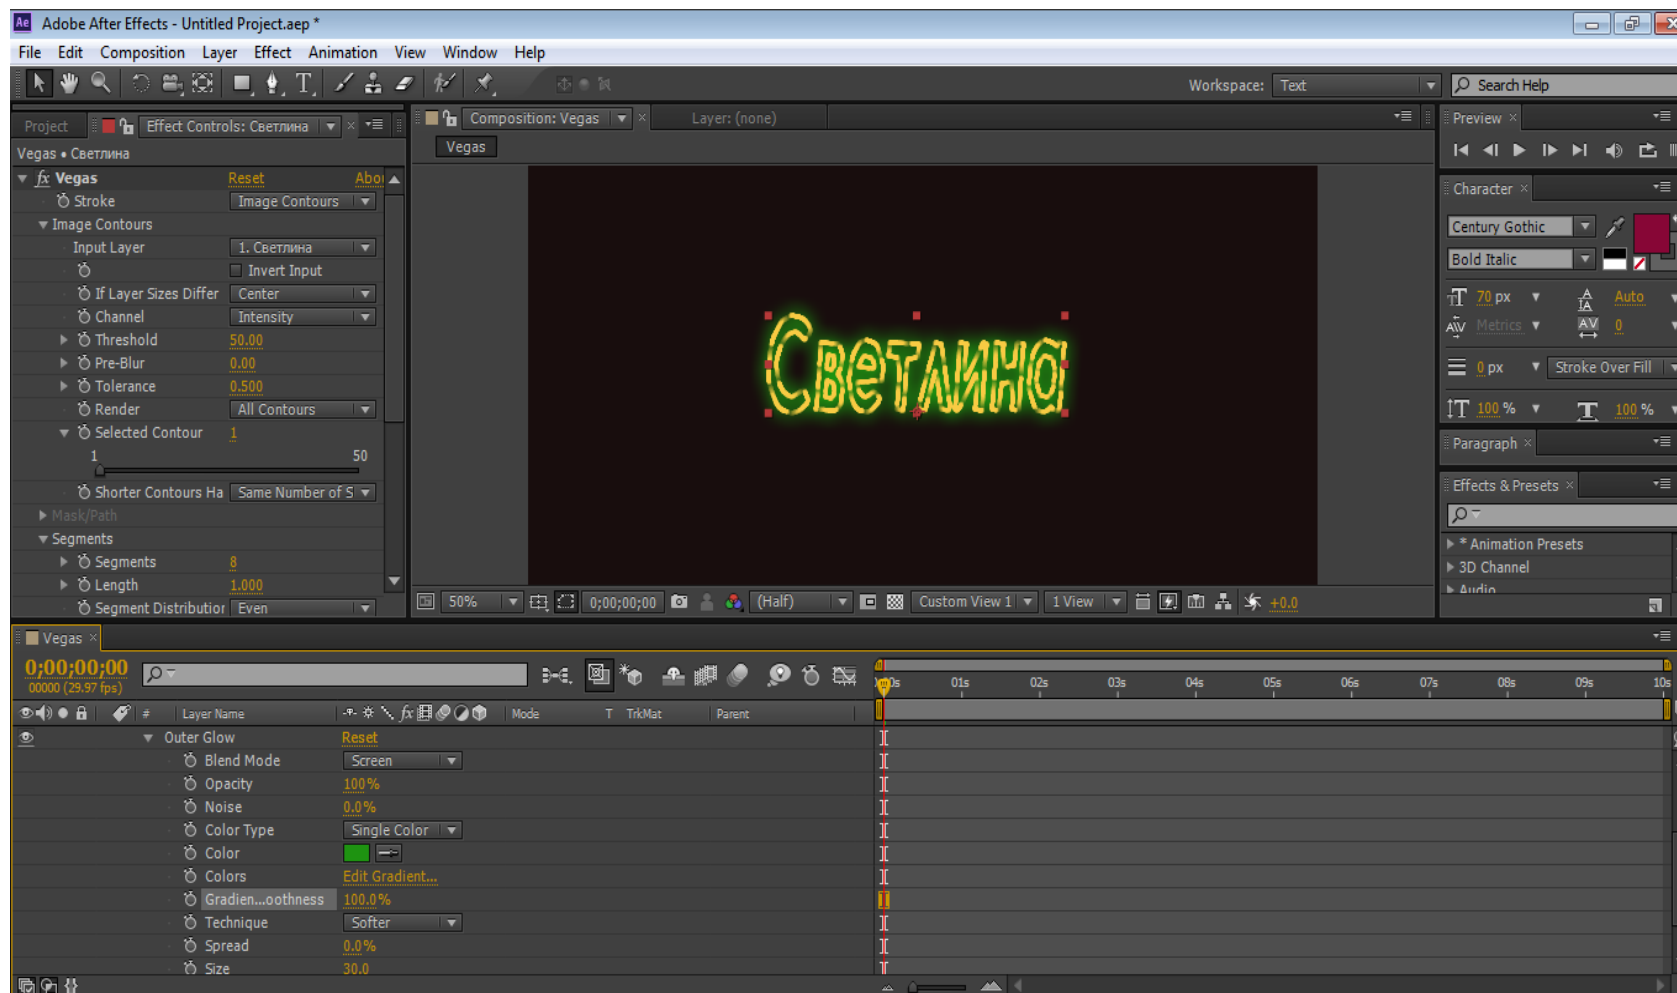 Ae Adobe After Effects - Untitled Project.aep *
File Edit Composition Layer Effect Animation View Window Help
Workspace: Text Search Help
Project Effect Controls: Светлина
Vegas • Светлина
fx Vegas Reset Abou
Stroke Image Contours
Image Contours
Input Layer 1. Светлина
Invert Input
If Layer Sizes Differ Center
Channel Intensity
Threshold 50.00
Pre-Blur 0.00
Tolerance 0.500
Render All Contours
Selected Contour 1
1 50
Shorter Contours Ha Same Number of S
Mask/Path
Segments
Segments 8
Length 1.000
Segment Distribution Even
Composition: Vegas Layer: (none)
Vegas
Светлина
50% 0;00;00;00 (Half) Custom View 1 1 View +0.0
Preview
Character
Century Gothic
Bold Italic
70 px Auto
Metrics 0
0 px Stroke Over Fill
100 % 100 %
Paragraph
Effects & Presets
* Animation Presets
3D Channel
Audio
Vegas
0;00;00;00
00000 (29.97 fps)
01s 02s 03s 04s 05s 06s 07s 08s 09s 10s
# Layer Name fx Mode T TrkMat Parent
Outer Glow Reset
Blend Mode Screen
Opacity 100%
Noise 0.0%
Color Type Single Color
Color
Colors Edit Gradient...
Gradien...oothness 100.0%
Technique Softer
Spread 0.0%
Size 30.0